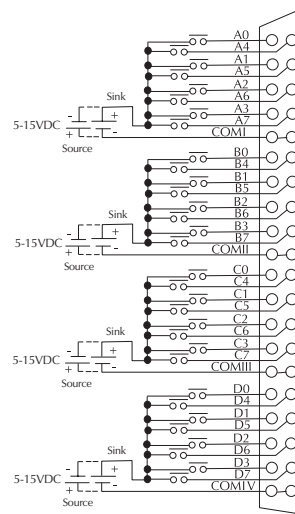 A0
A4
A1
A5
A2
A6
A3
A7
COMI
Sink
- +
5-15VDC
+ -
Source
B0
B4
B1
B5
B2
B6
B3
B7
COMII
Sink
- +
5-15VDC
+ -
Source
C0
C4
C1
C5
C2
C6
C3
C7
COMIII
Sink
- +
5-15VDC
+ -
Source
D0
D4
D1
D5
D2
D6
D3
D7
COMIV
Sink
- +
5-15VDC
+ -
Source